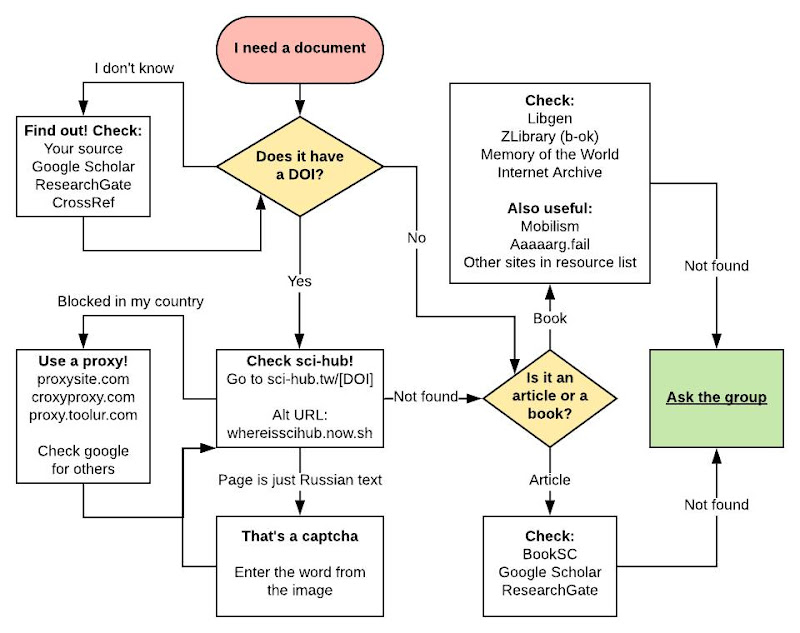 I need a document
I don't know
Find out! Check:
Your source
Google Scholar
ResearchGate
CrossRef
Does it have
a DOI?
No
Yes
Check:
Libgen
ZLibrary (b-ok)
Memory of the World
Internet Archive
Also useful:
Mobilism
Aaaaarg.fail
Other sites in resource list
Not found
Blocked in my country
Use a proxy!
proxysite.com
croxyproxy.com
proxy.toolur.com
Check google
for others
Check sci-hub!
Go to sci-hub.tw/[DOI]
Alt URL:
whereisscihub.now.sh
Not found
Book
Is it an
article or a
book?
Ask the group
Page is just Russian text
Article
Not found
That's a captcha
Enter the word from
the image
Check:
BookSC
Google Scholar
ResearchGate